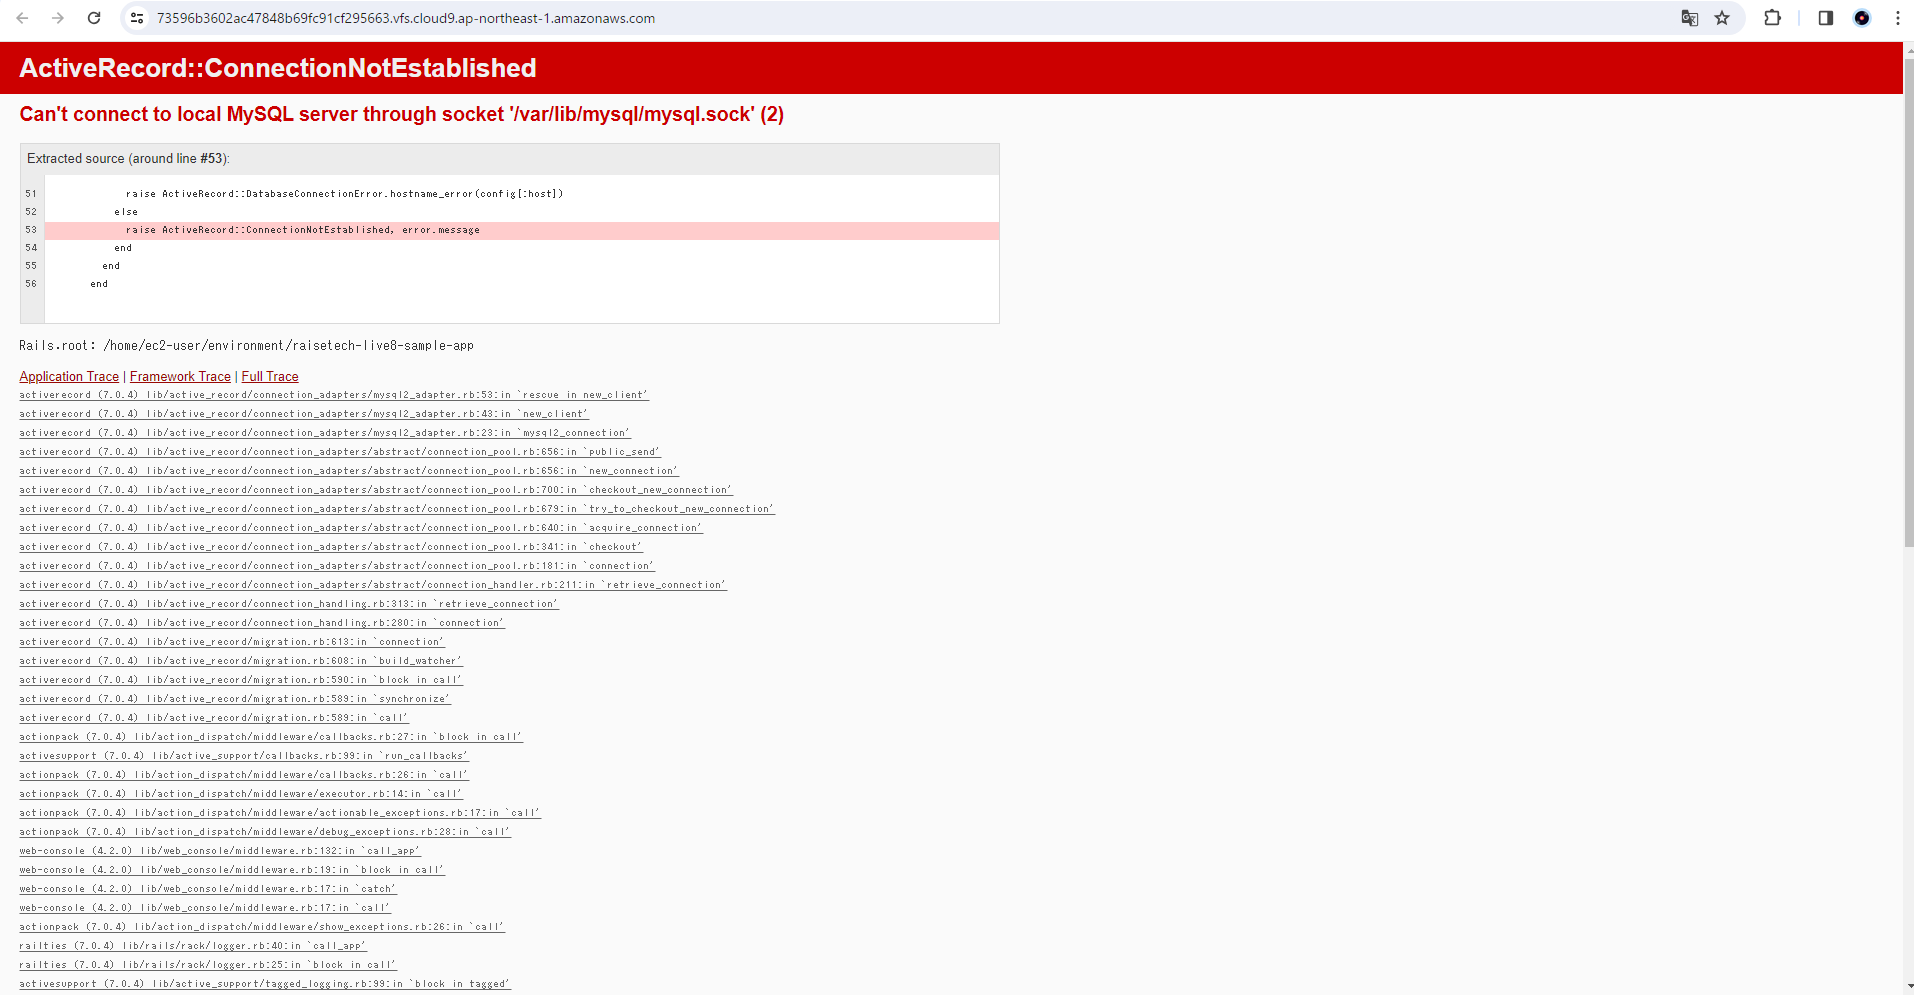 73596b3602ac47848b69fc91cf295663.vfs.cloud9.ap-northeast-1.amazonaws.com
ActiveRecord::ConnectionNotEstablished
Can't connect to local MySQL server through socket '/var/lib/mysql/mysql.sock' (2)
Extracted source (around line #53):
51 raise ActiveRecord::DatabaseConnectionError.hostname_error(config[:host])
52 else
53 raise ActiveRecord::ConnectionNotEstablished, error.message
54 end
55 end
56 end
Rails.root: /home/ec2-user/environment/raisetech-live8-sample-app
Application Trace | Framework Trace | Full Trace
activerecord (7.0.4) lib/active_record/connection_adapters/mysql2_adapter.rb:53:in `rescue in new_client'
activerecord (7.0.4) lib/active_record/connection_adapters/mysql2_adapter.rb:43:in `new_client'
activerecord (7.0.4) lib/active_record/connection_adapters/mysql2_adapter.rb:23:in `mysql2_connection'
activerecord (7.0.4) lib/active_record/connection_adapters/abstract/connection_pool.rb:656:in `public_send'
activerecord (7.0.4) lib/active_record/connection_adapters/abstract/connection_pool.rb:656:in `new_connection'
activerecord (7.0.4) lib/active_record/connection_adapters/abstract/connection_pool.rb:700:in `checkout_new_connection'
activerecord (7.0.4) lib/active_record/connection_adapters/abstract/connection_pool.rb:679:in `try_to_checkout_new_connection'
activerecord (7.0.4) lib/active_record/connection_adapters/abstract/connection_pool.rb:640:in `acquire_connection'
activerecord (7.0.4) lib/active_record/connection_adapters/abstract/connection_pool.rb:341:in `checkout'
activerecord (7.0.4) lib/active_record/connection_adapters/abstract/connection_pool.rb:181:in `connection'
activerecord (7.0.4) lib/active_record/connection_adapters/abstract/connection_handler.rb:211:in `retrieve_connection'
activerecord (7.0.4) lib/active_record/connection_handling.rb:313:in `retrieve_connection'
activerecord (7.0.4) lib/active_record/connection_handling.rb:280:in `connection'
activerecord (7.0.4) lib/active_record/migration.rb:613:in `connection'
activerecord (7.0.4) lib/active_record/migration.rb:608:in `build_watcher'
activerecord (7.0.4) lib/active_record/migration.rb:590:in `block in call'
activerecord (7.0.4) lib/active_record/migration.rb:589:in `synchronize'
activerecord (7.0.4) lib/active_record/migration.rb:589:in `call'
actionpack (7.0.4) lib/action_dispatch/middleware/callbacks.rb:27:in `block in call'
activesupport (7.0.4) lib/active_support/callbacks.rb:99:in `run_callbacks'
actionpack (7.0.4) lib/action_dispatch/middleware/callbacks.rb:26:in `call'
actionpack (7.0.4) lib/action_dispatch/middleware/executor.rb:14:in `call'
actionpack (7.0.4) lib/action_dispatch/middleware/actionable_exceptions.rb:17:in `call'
actionpack (7.0.4) lib/action_dispatch/middleware/debug_exceptions.rb:28:in `call'
web-console (4.2.0) lib/web_console/middleware.rb:132:in `call_app'
web-console (4.2.0) lib/web_console/middleware.rb:19:in `block in call'
web-console (4.2.0) lib/web_console/middleware.rb:17:in `catch'
web-console (4.2.0) lib/web_console/middleware.rb:17:in `call'
actionpack (7.0.4) lib/action_dispatch/middleware/show_exceptions.rb:26:in `call'
railties (7.0.4) lib/rails/rack/logger.rb:40:in `call_app'
railties (7.0.4) lib/rails/rack/logger.rb:25:in `block in call'
activesupport (7.0.4) lib/active_support/tagged_logging.rb:99:in `block in tagged'